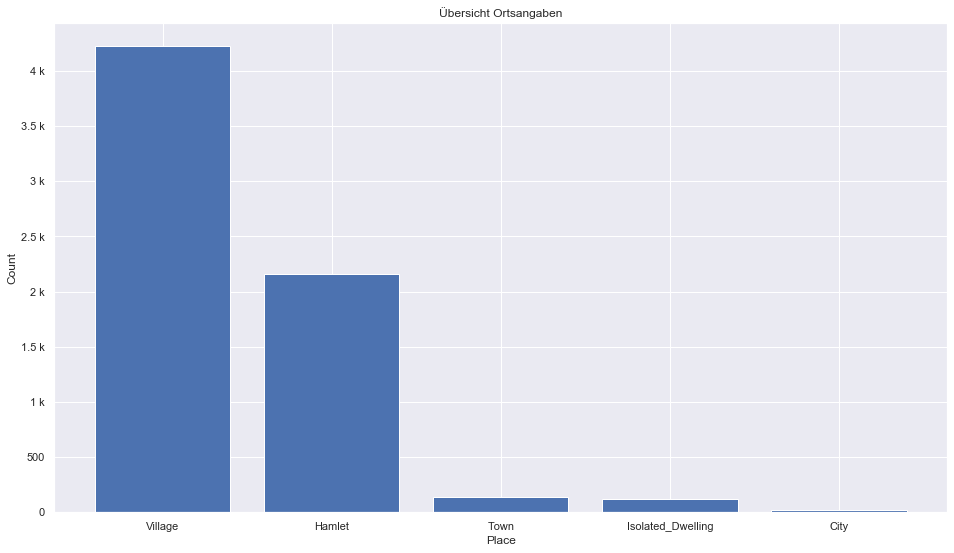 Übersicht Ortsangaben
4 k
3.5 k
3 k
2.5 k
2 k
1.5 k
1 k
500
0
Count
Village
Hamlet
Town
Isolated_Dwelling
City
Place